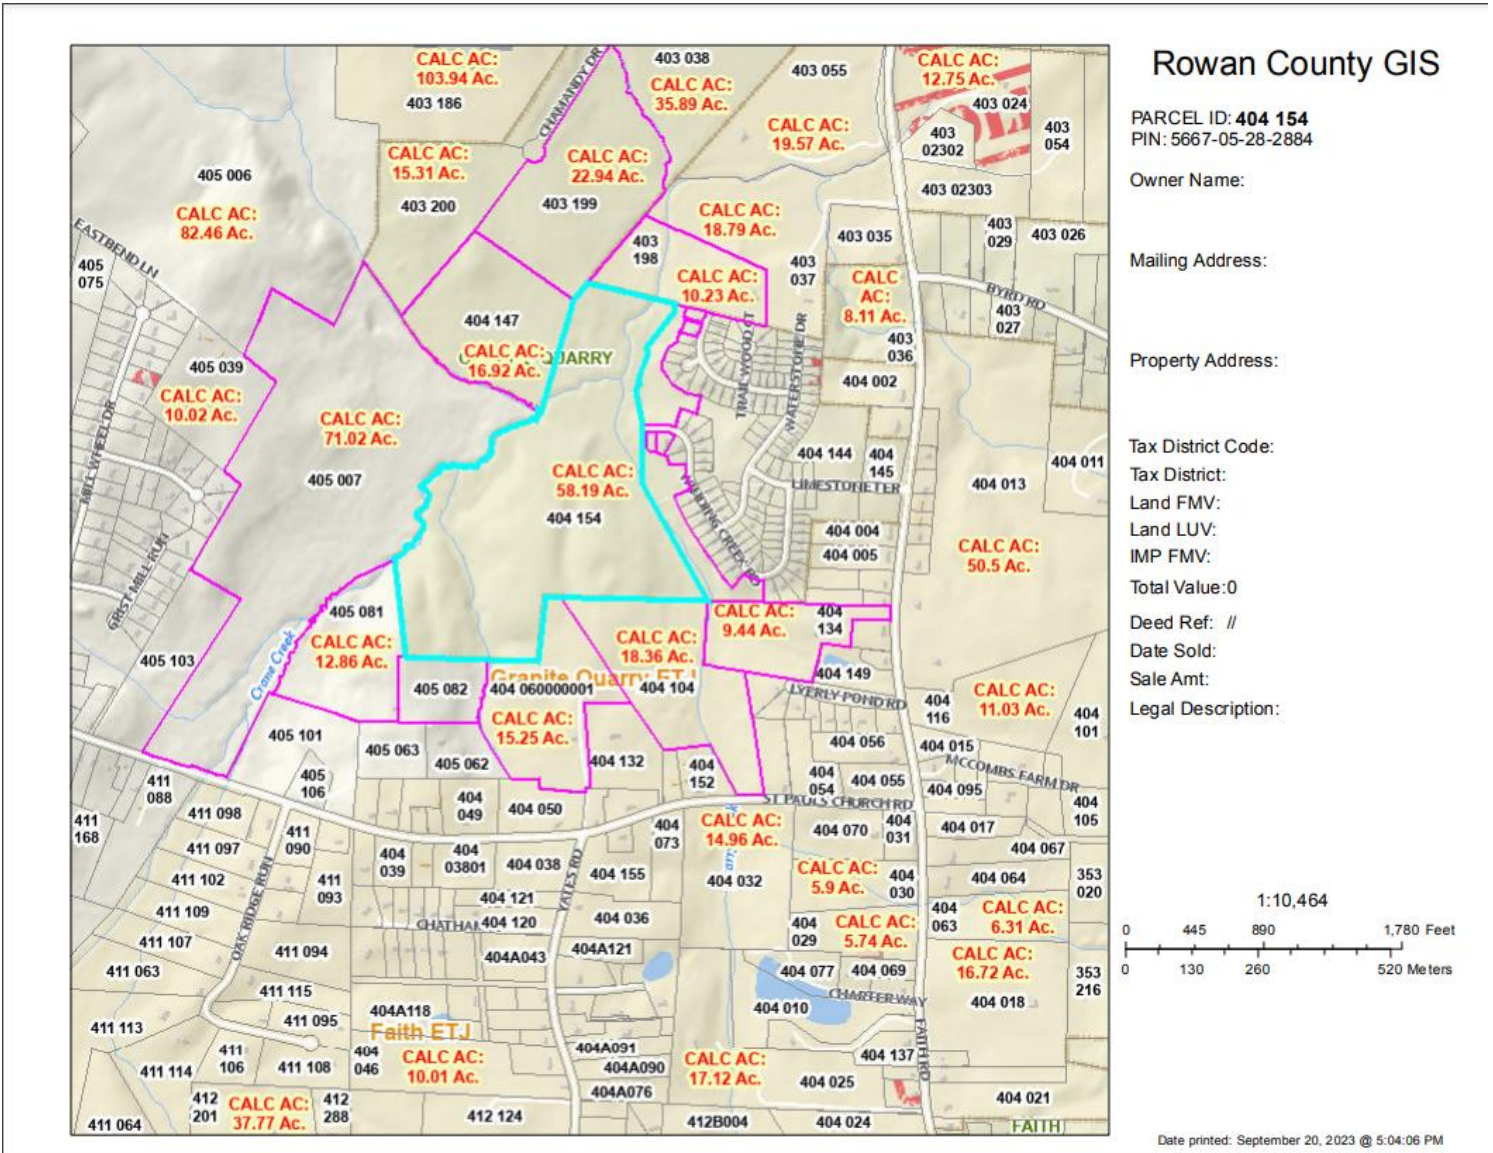 Rowan County GIS
PARCEL ID: 404 154
PIN: 5667-05-28-2884
Owner Name:
Mailing Address:
Property Address:
Tax District Code:
Tax District:
Land FMV:
Land LUV:
IMP FMV:
Total Value:0
Deed Ref: //
Date Sold:
Sale Amt:
Legal Description:
1:10,464
0 445 890 1,780 Feet
0 130 260 520 Meters
Date printed: September 20, 2023 @ 5:04:06 PM
CALC AC:
103.94 Ac.
403 186
CHAMANDY DR
403 038
CALC AC:
35.89 Ac.
403 055
CALC AC:
19.57 Ac.
CALC AC:
12.75 Ac.
403 024
403
02302
403
054
405 006
CALC AC:
82.46 Ac.
CALC AC:
15.31 Ac.
403 200
CALC AC:
22.94 Ac.
403 199
403 02303
CALC AC:
18.79 Ac.
403 035
403
029
403 026
EASTBEND LN
405
075
403
198
CALC AC:
10.23 Ac.
403
037
CALC
AC:
8.11 Ac.
BYRD RD
403
027
404 147
CALC AC:
16.92 Ac.
QUARRY
403
036
404 002
TRAILWOOD CT
WATERSTONE DR
405 039
CALC AC:
10.02 Ac.
MILL WHEEL DR
CALC AC:
71.02 Ac.
405 007
CALC AC:
58.19 Ac.
404 154
404 144
404
145
LIMESTONE TER
404 013
404 011
WINDING CREEK RD
404 004
404 005
CALC AC:
50.5 Ac.
GRIST MILL RUN
405 081
CALC AC:
12.86 Ac.
Crane Creek
405 103
CALC AC:
9.44 Ac.
404
134
CALC AC:
18.36 Ac.
Granite Quarry ETJ
405 082
404 060000001
404 104
404 149
LYERLY POND RD
CALC AC:
15.25 Ac.
404
116
CALC AC:
11.03 Ac.
404
101
405 101
405 063
405 062
404 132
404
152
404 056
404 015
MCCOMBS FARM DR
411
088
405
106
404
054
404 055
404 095
404
105
ST PAULS CHURCH RD
411
168
411 098
411
090
404
049
404 050
404
073
CALC AC:
14.96 Ac.
404 070
404
031
404 017
404 067
411 097
404
039
404
03801
404 038
YATES RD
411 102
411
093
404 155
404 032
CALC AC:
5.9 Ac.
404
030
404 064
353
020
OAK RIDGE RUN
411 109
404 121
404 120
404 036
404
029
CALC AC:
5.74 Ac.
404
063
CALC AC:
6.31 Ac.
411 107
411 094
404A043
404A121
CALC AC:
16.72 Ac.
411 063
404 077
404 069
353
216
411 115
CHARTER WAY
404 018
404 010
411 113
411 095
404A118
Faith ETJ
FAITH RD
411
106
411 108
404
046
CALC AC:
10.01 Ac.
404A091
404A090
404A076
CALC AC:
17.12 Ac.
404 137
404 025
411 114
404 021
412
201
CALC AC:
37.77 Ac.
412
288
412 124
412B004
404 024
FAITH
411 064